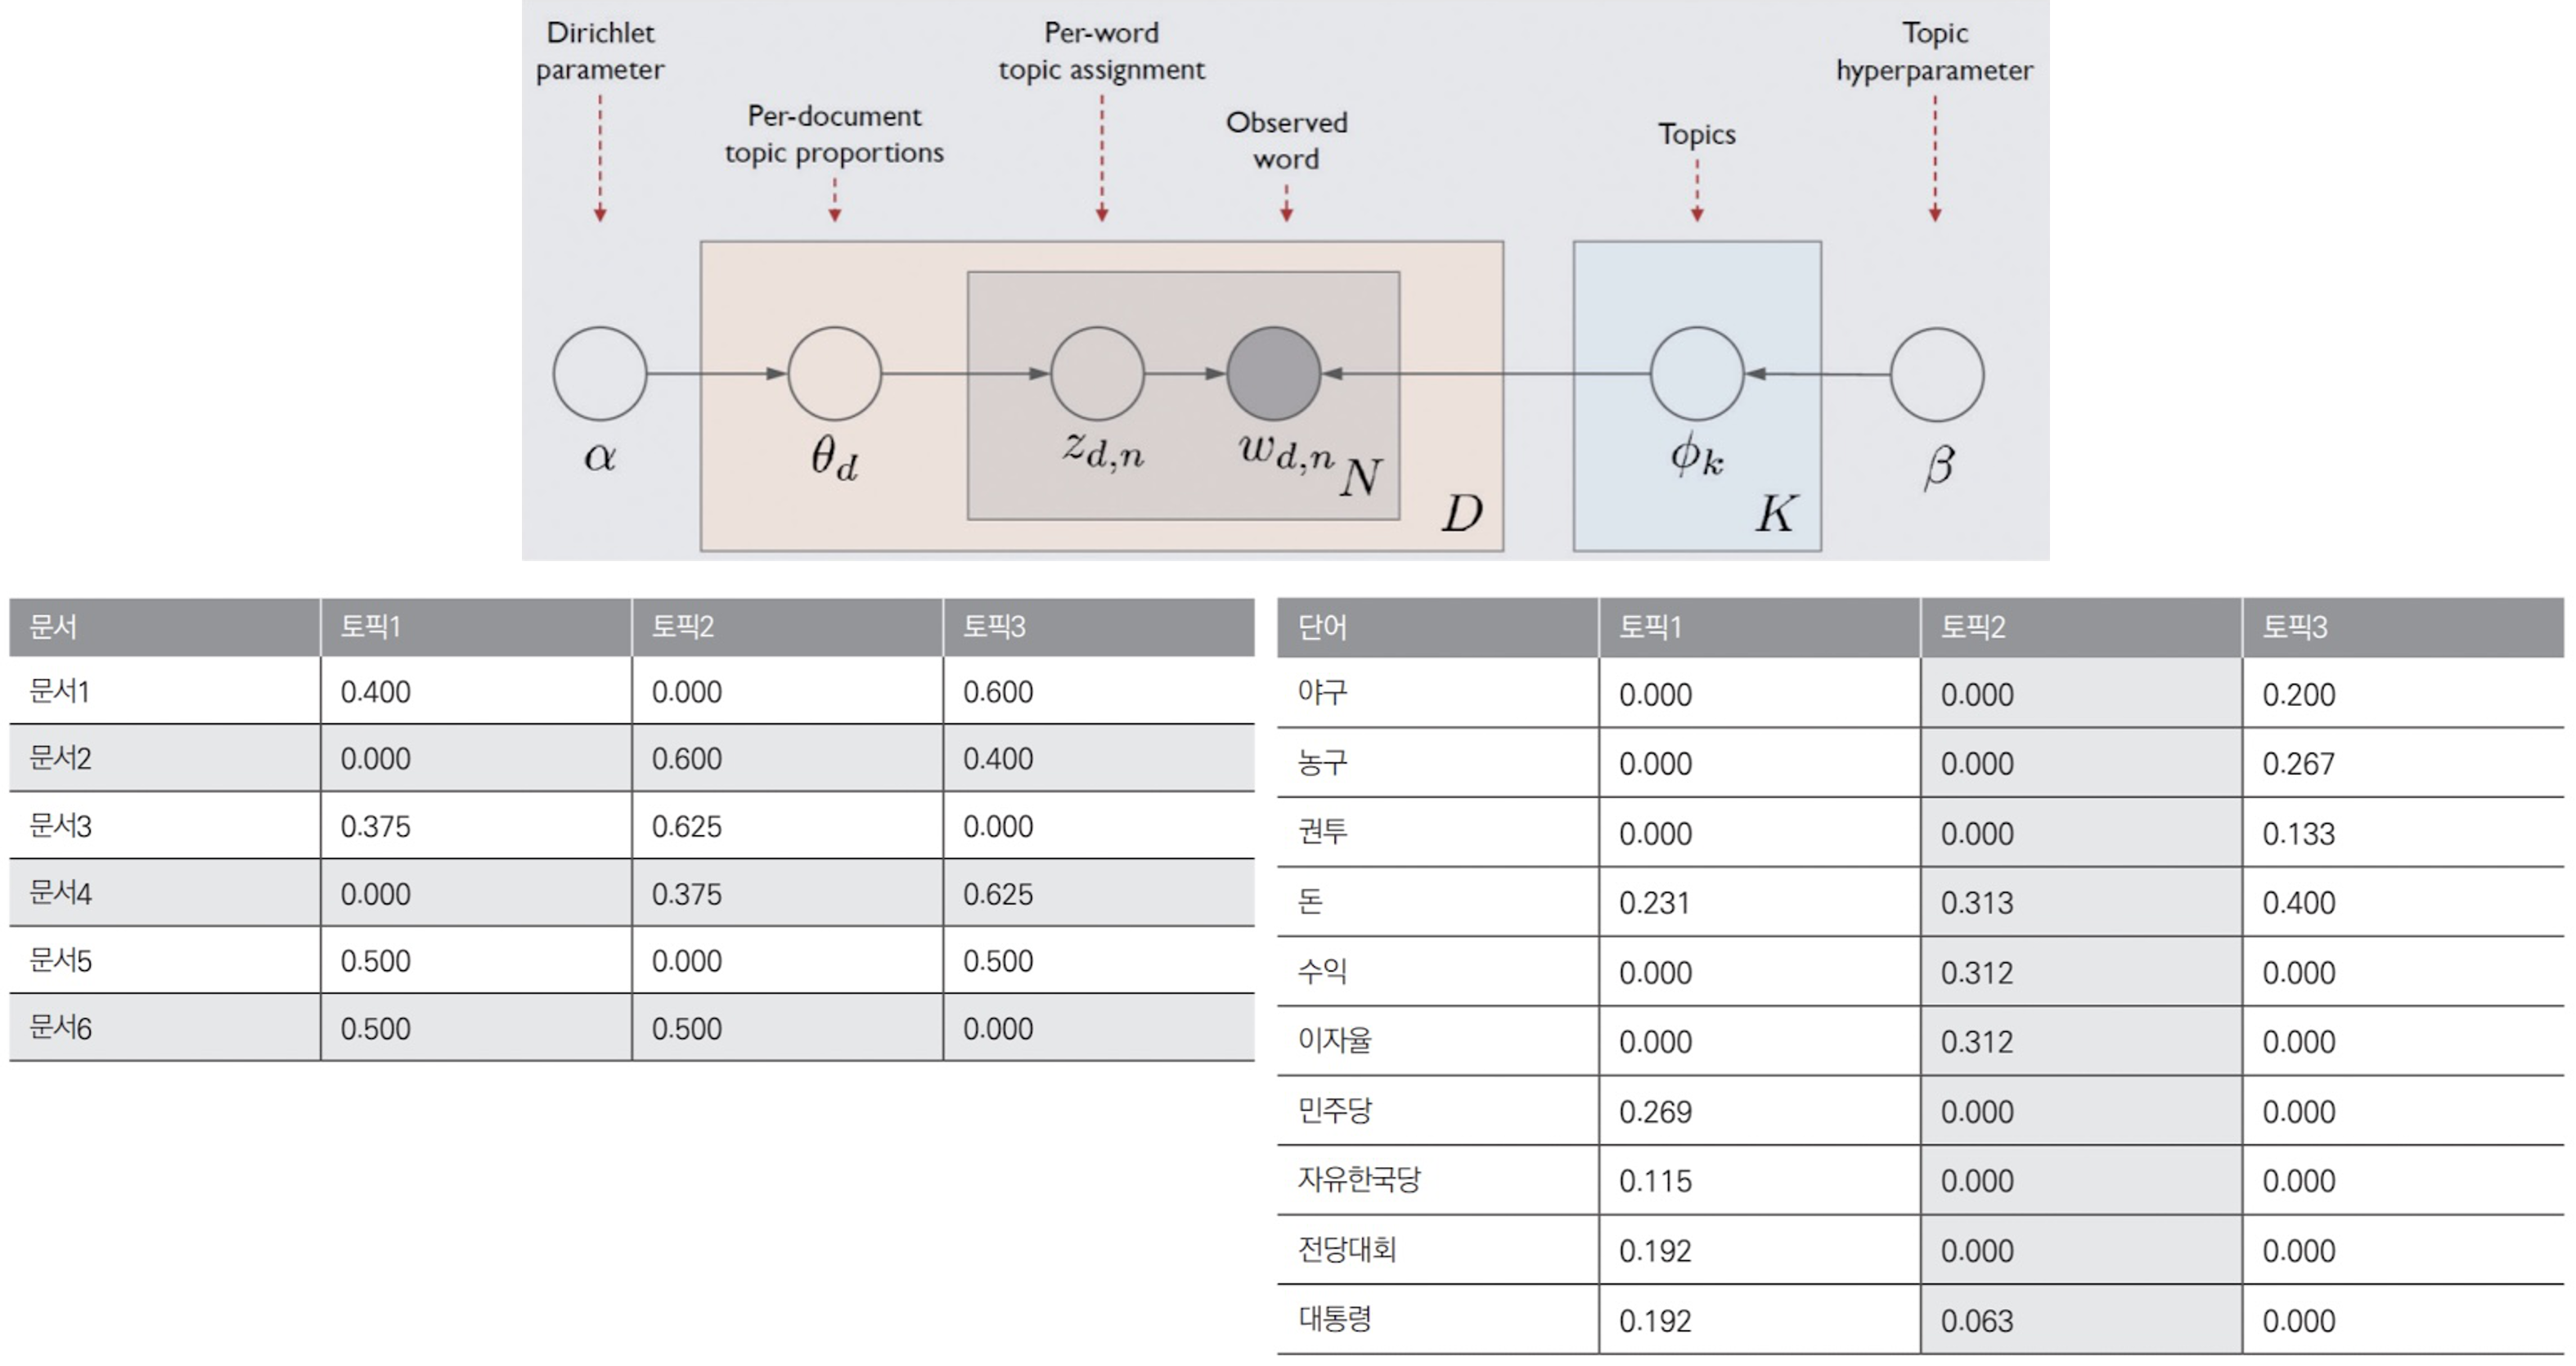 Dirichlet
parameter
Per-document
topic proportions
Per-word
topic assignment
Observed
word
Topics
Topic
hyperparameter
α
θd
zd,n
wd,n
N
D
ϕk
K
β
문서 토픽1 토픽2 토픽3
문서1 0.400 0.000 0.600
문서2 0.000 0.600 0.400
문서3 0.375 0.625 0.000
문서4 0.000 0.375 0.625
문서5 0.500 0.000 0.500
문서6 0.500 0.500 0.000
단어 토픽1 토픽2 토픽3
야구 0.000 0.000 0.200
농구 0.000 0.000 0.267
권투 0.000 0.000 0.133
돈 0.231 0.313 0.400
수익 0.000 0.312 0.000
이자율 0.000 0.312 0.000
민주당 0.269 0.000 0.000
자유한국당 0.115 0.000 0.000
전당대회 0.192 0.000 0.000
대통령 0.192 0.063 0.000